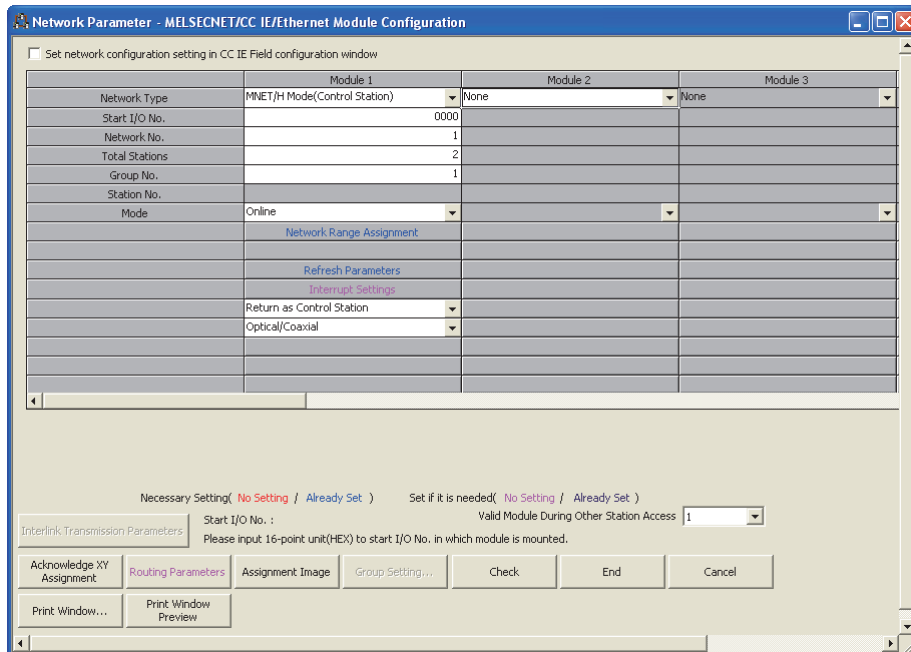 Network Parameter - MELSECNET/CC IE/Ethernet Module Configuration
Set network configuration setting in CC IE Field configuration window
Module 1 Module 2 Module 3
Network Type MNET/H Mode(Control Station) None None
Start I/O No. 0000
Network No. 1
Total Stations 2
Group No. 1
Station No.
Mode Online
Network Range Assignment
Refresh Parameters
Interrupt Settings
Return as Control Station
Optical/Coaxial
Necessary Setting( No Setting / Already Set ) Set if it is needed( No Setting / Already Set )
Interlink Transmission Parameters
Start I/O No. : Valid Module During Other Station Access 1
Please input 16-point unit(HEX) to start I/O No. in which module is mounted.
Acknowledge XY
Assignment
Routing Parameters
Assignment Image
Group Setting...
Check
End
Cancel
Print Window...
Print Window
Preview